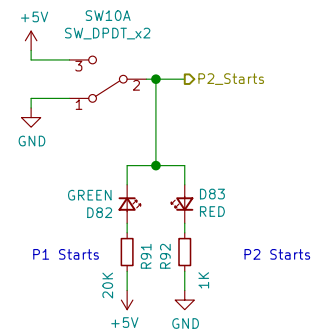 +5V
SW10A
SW_DPDT_x2
3
2
P2_Starts
1
GND
GREEN
D82
D83
RED
P1 Starts
R91
R92
P2 Starts
20K
1K
+5V
GND